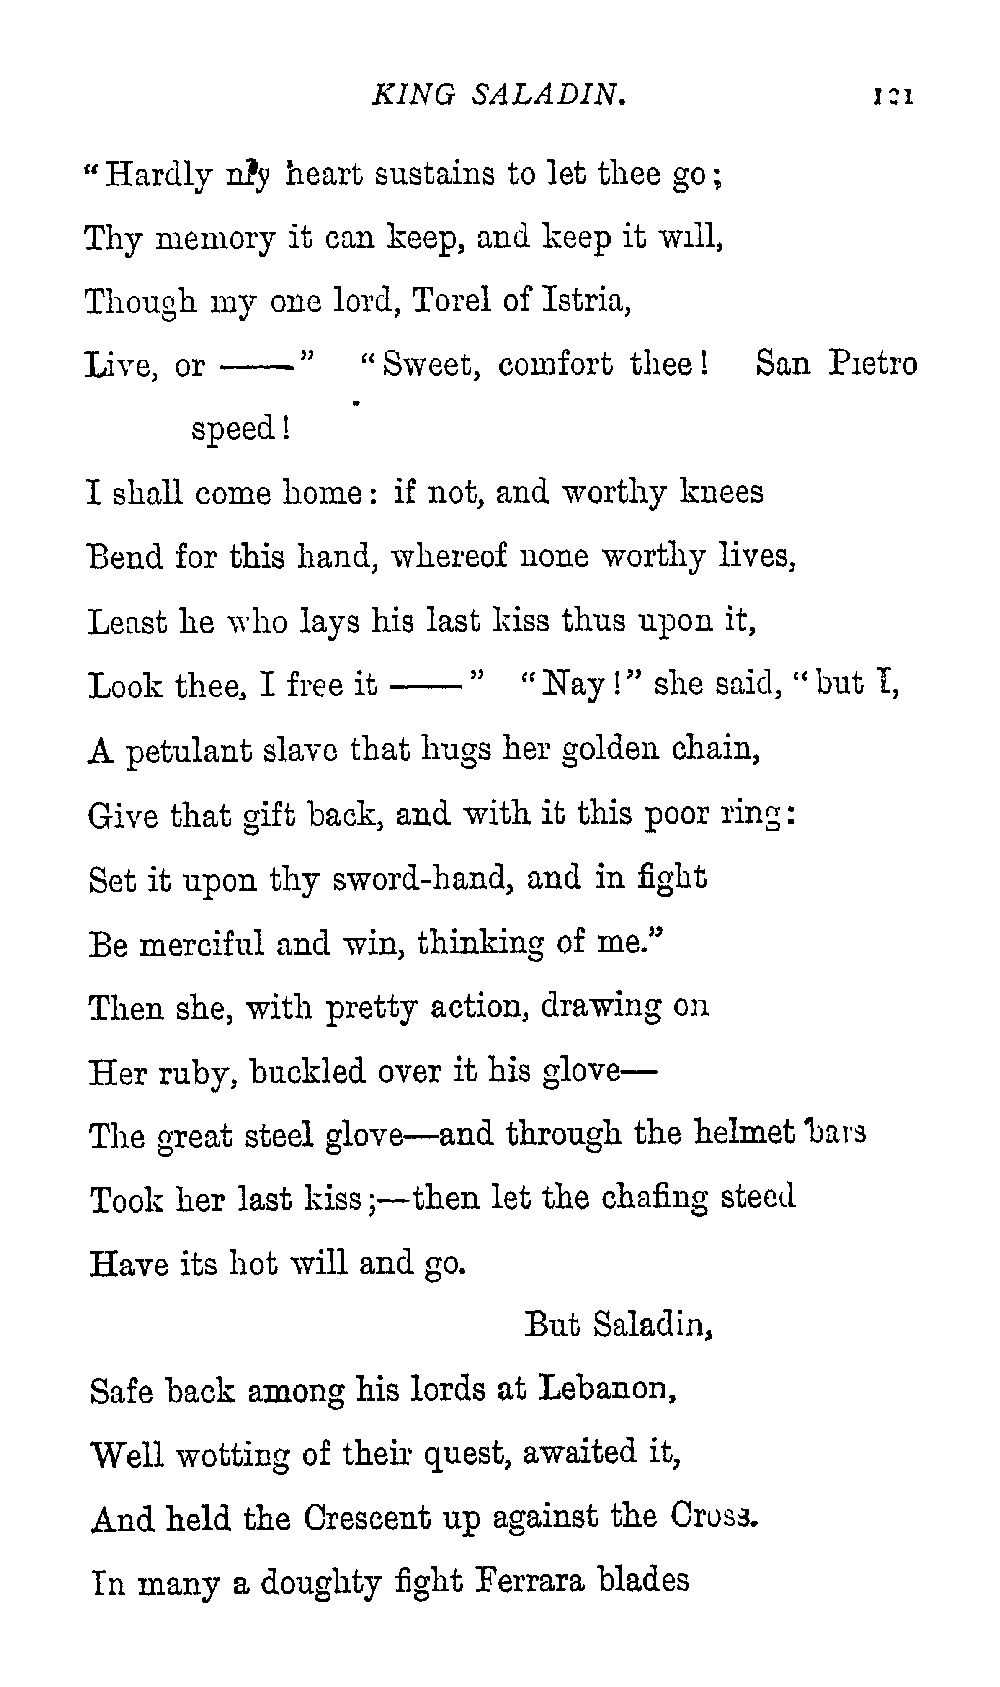 KING SALADIN. 121
“Hardly my heart sustains to let thee go;
Thy memory it can keep, and keep it will,
Though my one lord, Torel of Istria,
Live, or ——” “Sweet, comfort thee! San Pietro
speed!
I shall come home: if not, and worthy knees
Bend for this hand, whereof none worthy lives,
Least he who lays his last kiss thus upon it,
Look thee, I free it ——” “Nay!” she said, “but I,
A petulant slave that hugs her golden chain,
Give that gift back, and with it this poor ring:
Set it upon thy sword-hand, and in fight
Be merciful and win, thinking of me.”
Then she, with pretty action, drawing on
Her ruby, buckled over it his glove—
The great steel glove—and through the helmet bars
Took her last kiss;—then let the chafing steed
Have its hot will and go.
But Saladin,
Safe back among his lords at Lebanon,
Well wotting of their quest, awaited it,
And held the Crescent up against the Cross.
In many a doughty fight Ferrara blades